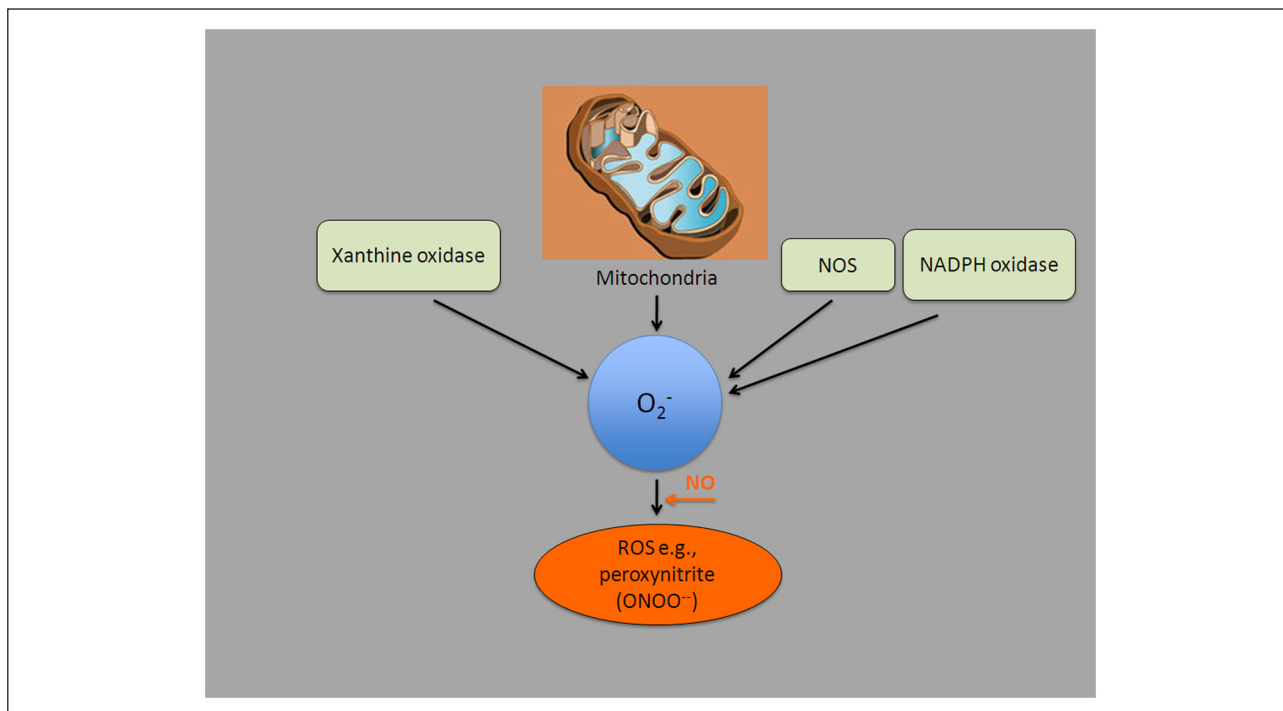 Xanthine oxidase
Mitochondria
NOS
NADPH oxidase
O₂⁻
NO
ROS e.g.,
peroxynitrite
(ONOO⁻⁻)